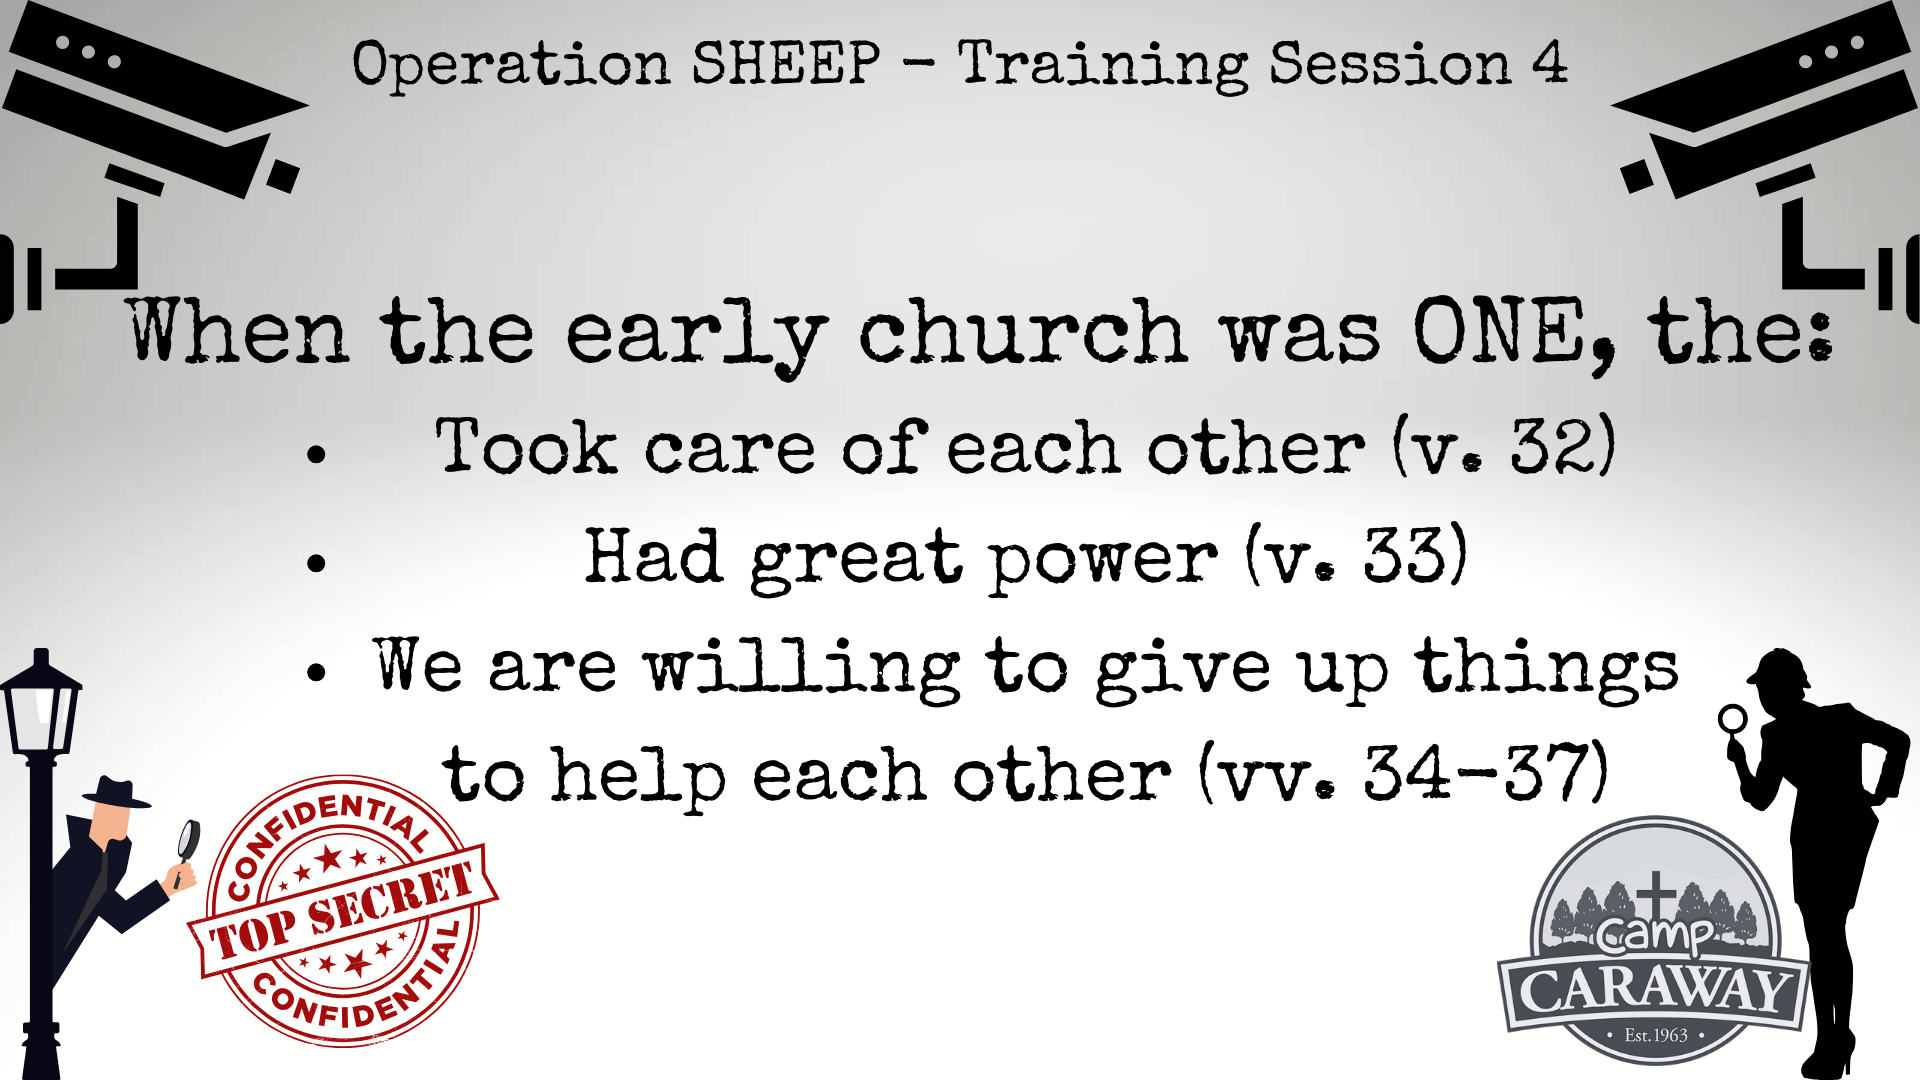 Operation SHEEP - Training Session 4
When the early church was ONE, the:
• Took care of each other (v. 32)
• Had great power (v. 33)
• We are willing to give up things
to help each other (vv. 34-37)
CONFIDENTIAL
TOP SECRET
CONFIDENTIAL
Camp
CARAWAY
• Est.1963 •